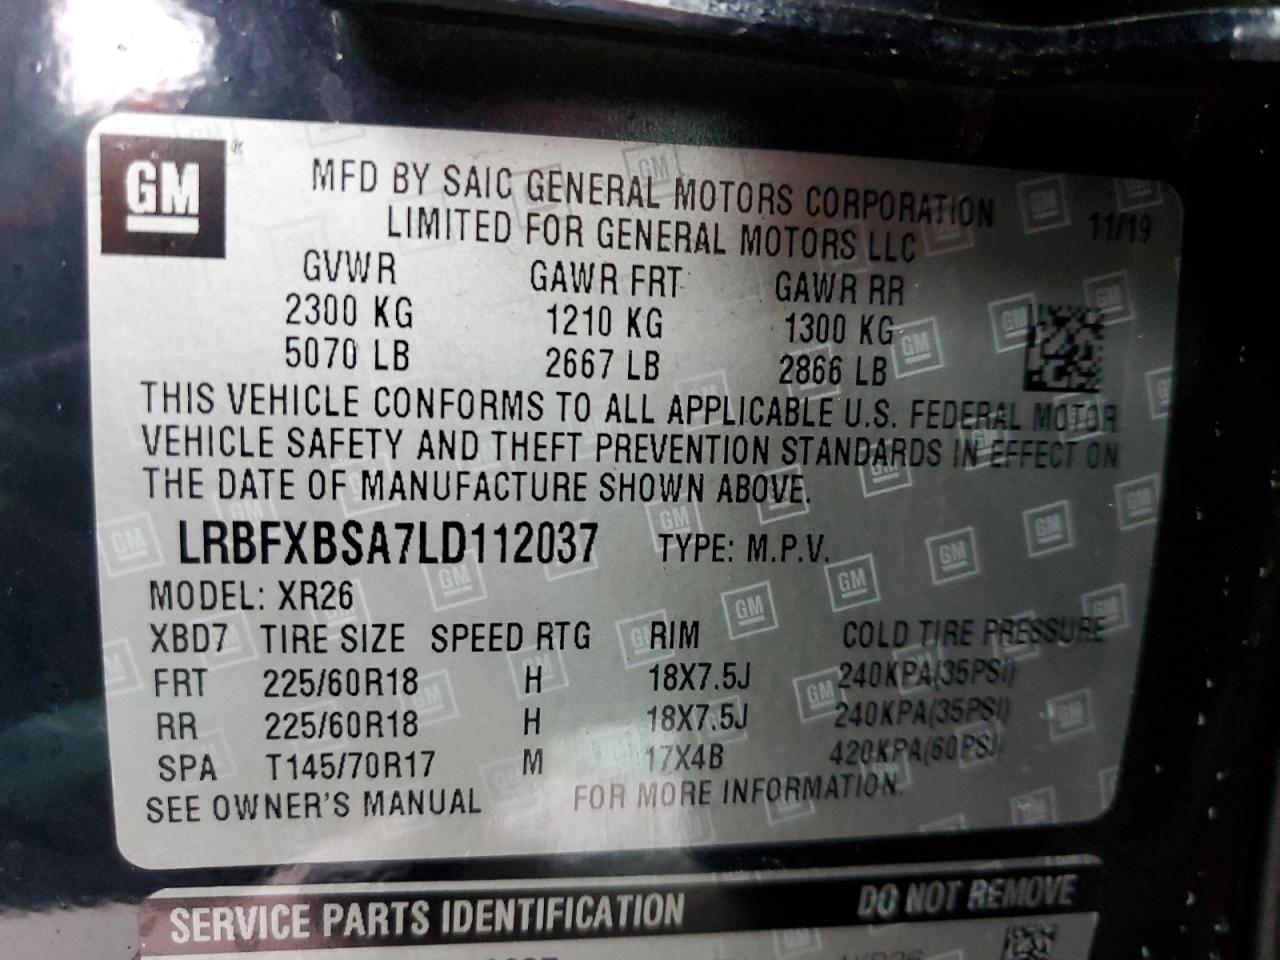 GM®
MFD BY SAIC GENERAL MOTORS CORPORATION
LIMITED FOR GENERAL MOTORS LLC
11/19
GVWR GAWR FRT GAWR RR
2300 KG 1210 KG 1300 KG
5070 LB 2667 LB 2866 LB
THIS VEHICLE CONFORMS TO ALL APPLICABLE U.S. FEDERAL MOTOR
VEHICLE SAFETY AND THEFT PREVENTION STANDARDS IN EFFECT ON
THE DATE OF MANUFACTURE SHOWN ABOVE.
LRBFXBSA7LD112037 TYPE: M.P.V.
MODEL: XR26
XBD7 TIRE SIZE SPEED RTG RIM COLD TIRE PRESSURE
FRT 225/60R18 H 18X7.5J 240KPA(35PSI)
RR 225/60R18 H 18X7.5J 240KPA(35PSI)
SPA T145/70R17 M 17X4B 420KPA(60PSI)
SEE OWNER'S MANUAL FOR MORE INFORMATION.
SERVICE PARTS IDENTIFICATION DO NOT REMOVE